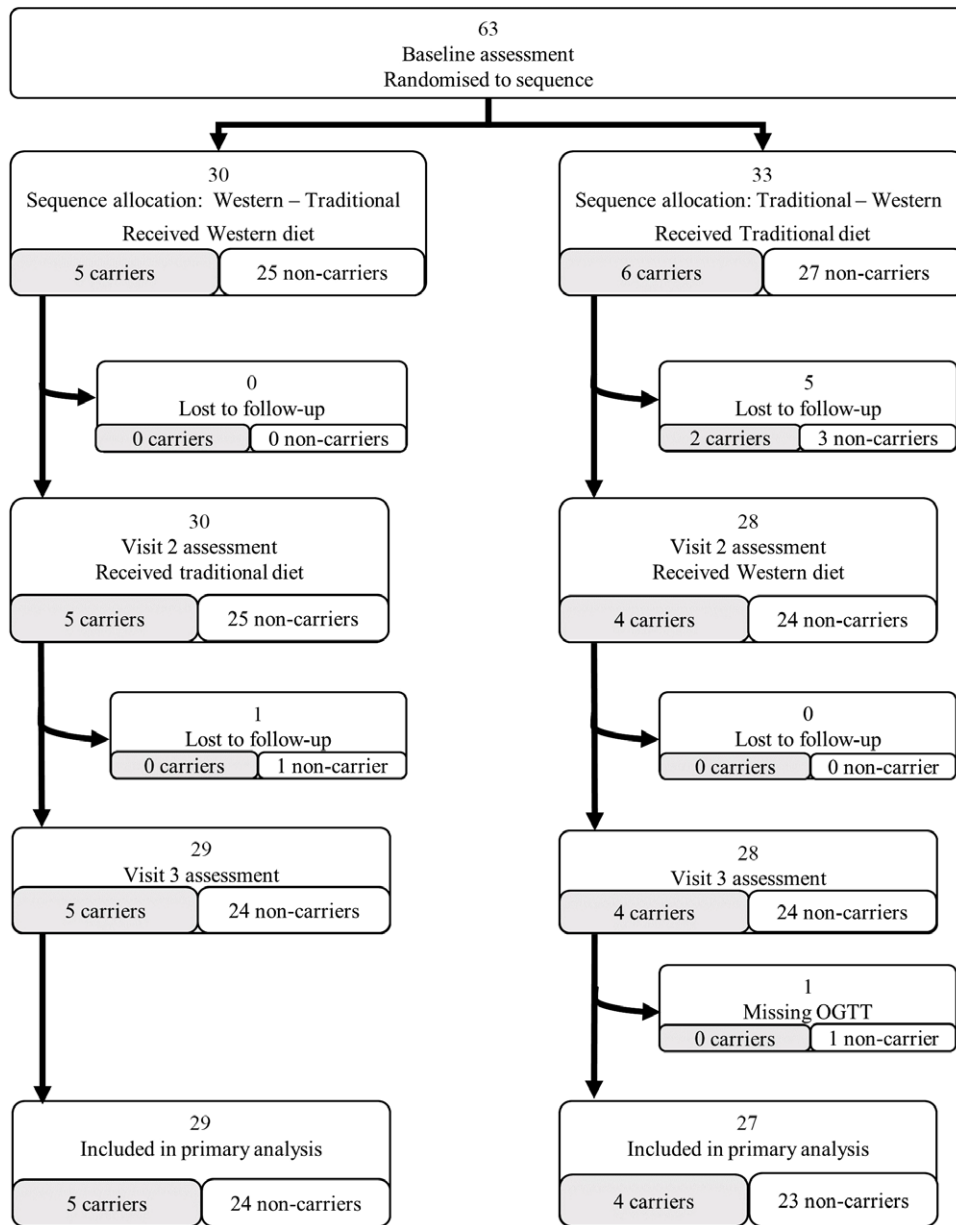 63
Baseline assessment
Randomised to sequence
30
Sequence allocation: Western – Traditional
Received Western diet
5 carriers
25 non-carriers
33
Sequence allocation: Traditional – Western
Received Traditional diet
6 carriers
27 non-carriers
0
Lost to follow-up
0 carriers
0 non-carriers
5
Lost to follow-up
2 carriers
3 non-carriers
30
Visit 2 assessment
Received traditional diet
5 carriers
25 non-carriers
28
Visit 2 assessment
Received Western diet
4 carriers
24 non-carriers
1
Lost to follow-up
0 carriers
1 non-carrier
0
Lost to follow-up
0 carriers
0 non-carrier
29
Visit 3 assessment
5 carriers
24 non-carriers
28
Visit 3 assessment
4 carriers
24 non-carriers
1
Missing OGTT
0 carriers
1 non-carrier
29
Included in primary analysis
5 carriers
24 non-carriers
27
Included in primary analysis
4 carriers
23 non-carriers